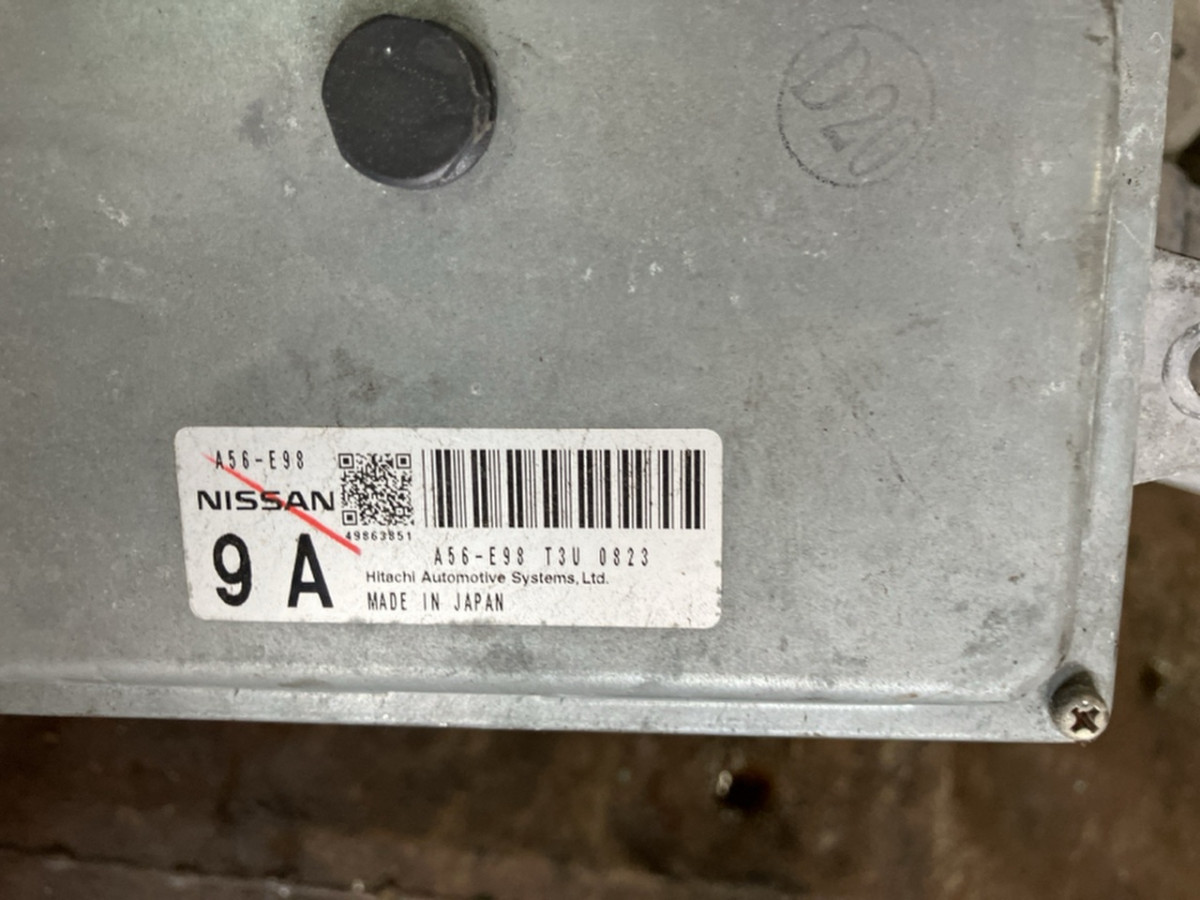 D20
A56-E98
NISSAN
9 A
49863851
A56-E98 T3U 0823
Hitachi Automotive Systems, Ltd.
MADE IN JAPAN